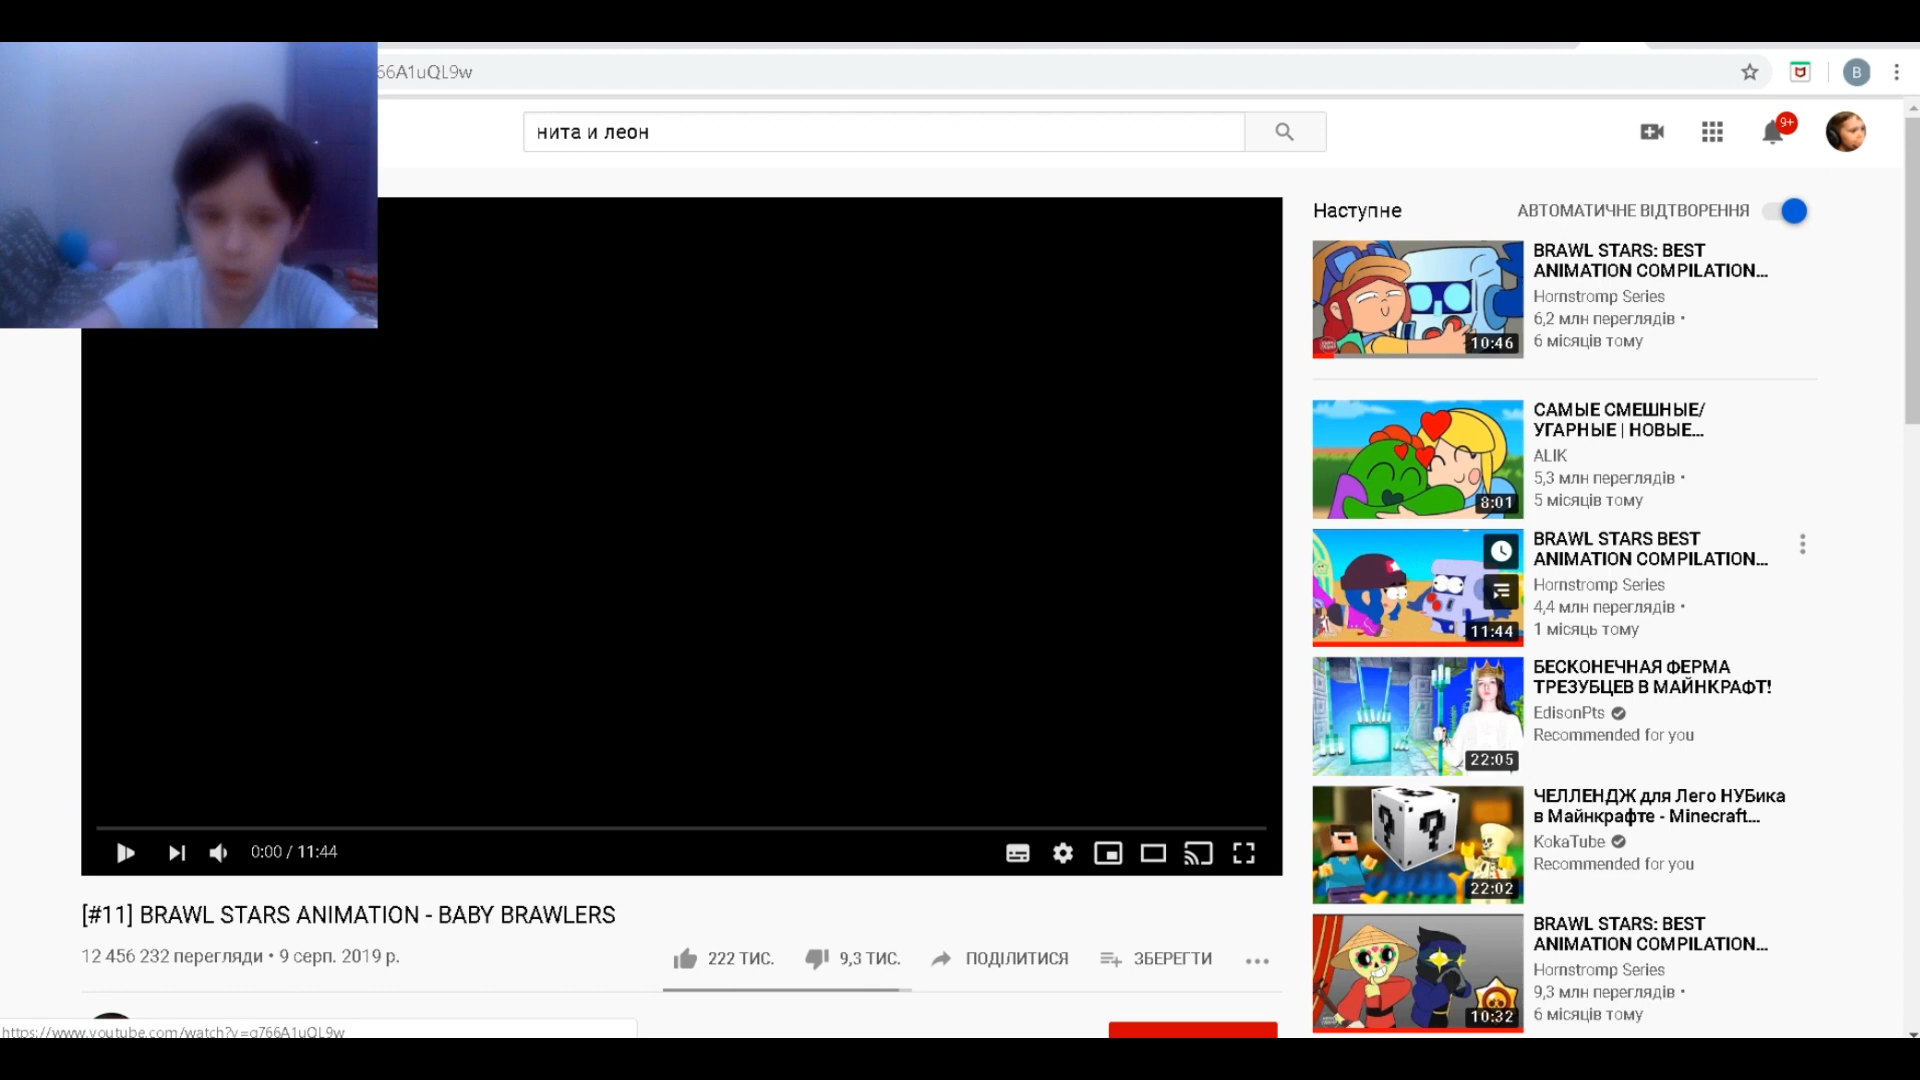 66A1uQL9w
B
нита и леон
9+
Наступне
АВТОМАТИЧНЕ ВІДТВОРЕННЯ
BRAWL STARS: BEST
ANIMATION COMPILATION...
Hornstromp Series
6,2 млн переглядів •
6 місяців тому
10:46
САМЫЕ СМЕШНЫЕ/
УГАРНЫЕ | НОВЫЕ...
ALIK
5,3 млн переглядів •
5 місяців тому
8:01
BRAWL STARS BEST
ANIMATION COMPILATION...
Hornstromp Series
4,4 млн переглядів •
1 місяць тому
11:44
БЕСКОНЕЧНАЯ ФЕРМА
ТРЕЗУБЦЕВ В МАЙНКРАФТ!
EdisonPts
Recommended for you
22:05
ЧЕЛЛЕНДЖ для Лего НУБика
в Майнкрафте - Minecraft...
KokaTube
Recommended for you
22:02
BRAWL STARS: BEST
ANIMATION COMPILATION...
Hornstromp Series
9,3 млн переглядів •
6 місяців тому
10:32
0:00 / 11:44
[#11] BRAWL STARS ANIMATION - BABY BRAWLERS
12 456 232 перегляди • 9 серп. 2019 р.
222 ТИС.
9,3 ТИС.
ПОДІЛИТИСЯ
ЗБЕРЕГТИ
https://www.youtube.com/watch?v=q766A1uQL9w